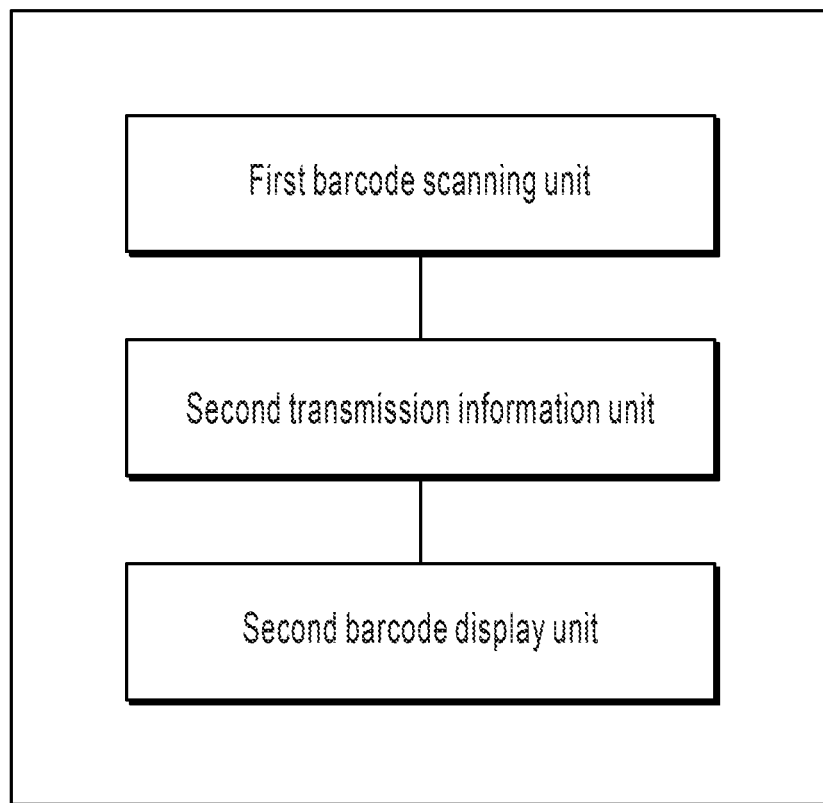 First barcode scanning unit
Second transmission information unit
Second barcode display unit